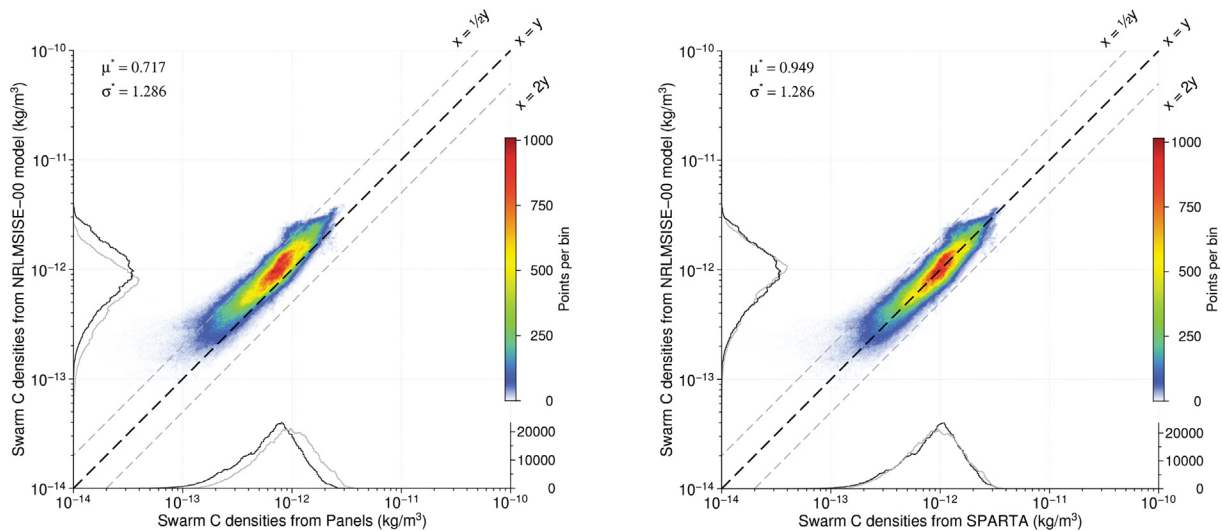 x = ½y
x = y
x = 2y
μ* = 0.717
σ* = 1.286
Swarm C densities from NRLMSISE−00 model (kg/m³)
10⁻¹⁰
10⁻¹¹
10⁻¹²
10⁻¹³
10⁻¹⁴
1000
750
500
250
0
Points per bin
20000
10000
0
10⁻¹⁴
10⁻¹³
10⁻¹²
10⁻¹¹
10⁻¹⁰
Swarm C densities from Panels (kg/m³)
x = ½y
x = y
x = 2y
μ* = 0.949
σ* = 1.286
Swarm C densities from NRLMSISE−00 model (kg/m³)
10⁻¹⁰
10⁻¹¹
10⁻¹²
10⁻¹³
10⁻¹⁴
1000
750
500
250
0
Points per bin
20000
10000
0
10⁻¹⁴
10⁻¹³
10⁻¹²
10⁻¹¹
10⁻¹⁰
Swarm C densities from SPARTA (kg/m³)